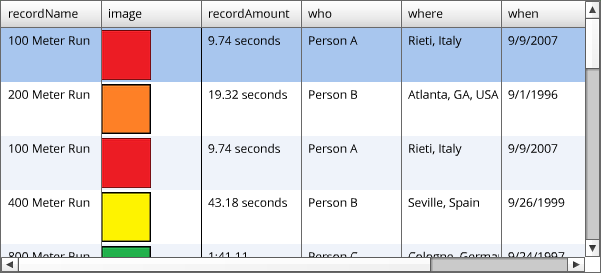 recordName image recordAmount who where when
100 Meter Run 9.74 seconds Person A Rieti, Italy 9/9/2007
200 Meter Run 19.32 seconds Person B Atlanta, GA, USA 9/1/1996
100 Meter Run 9.74 seconds Person A Rieti, Italy 9/9/2007
400 Meter Run 43.18 seconds Person B Seville, Spain 9/26/1999
800 Meter Run 1:41.11 Person C Cologne, Germa 9/24/1997